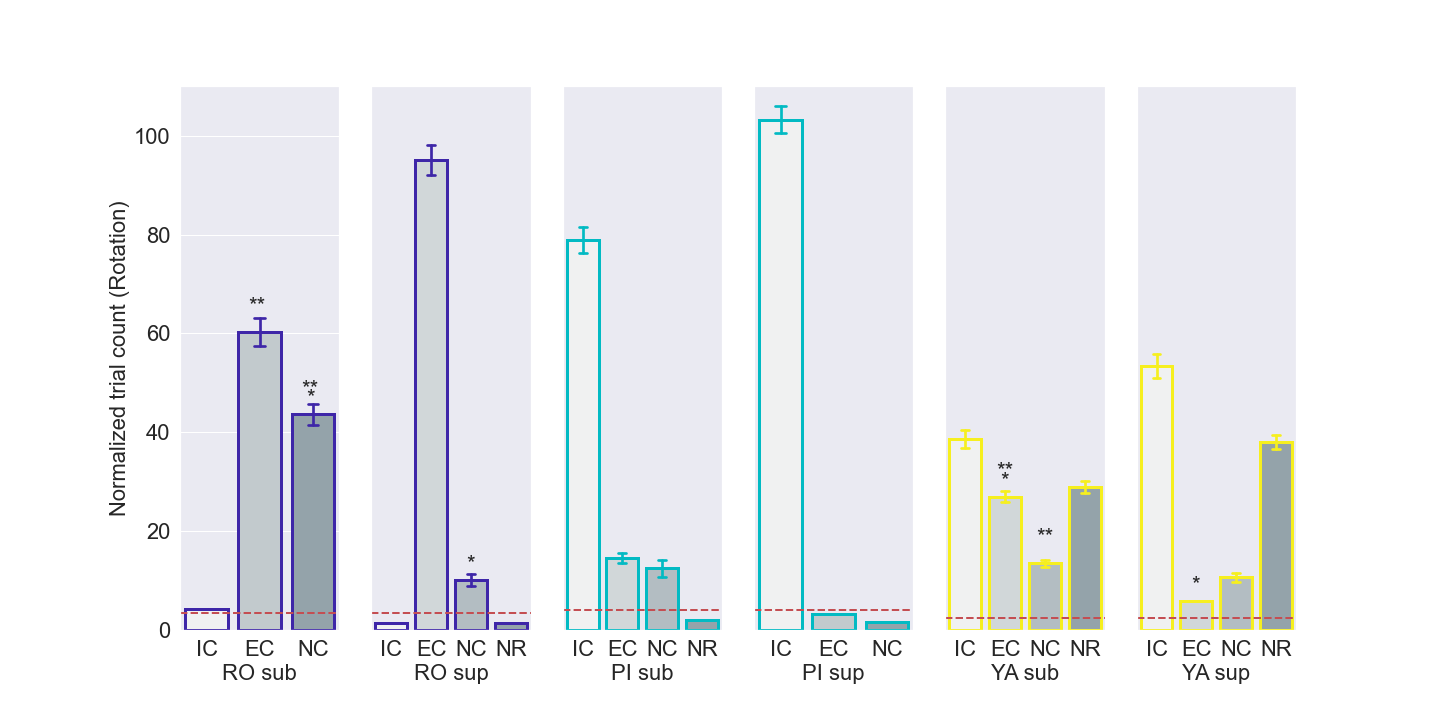 Normalized trial count (Rotation)
100
80
60
40
20
0
**
**
*
*
**
*
**
*
IC EC NC
IC EC NC NR
IC EC NC NR
IC EC NC
IC EC NC NR
IC EC NC NR
RO sub
RO sup
PI sub
PI sup
YA sub
YA sup